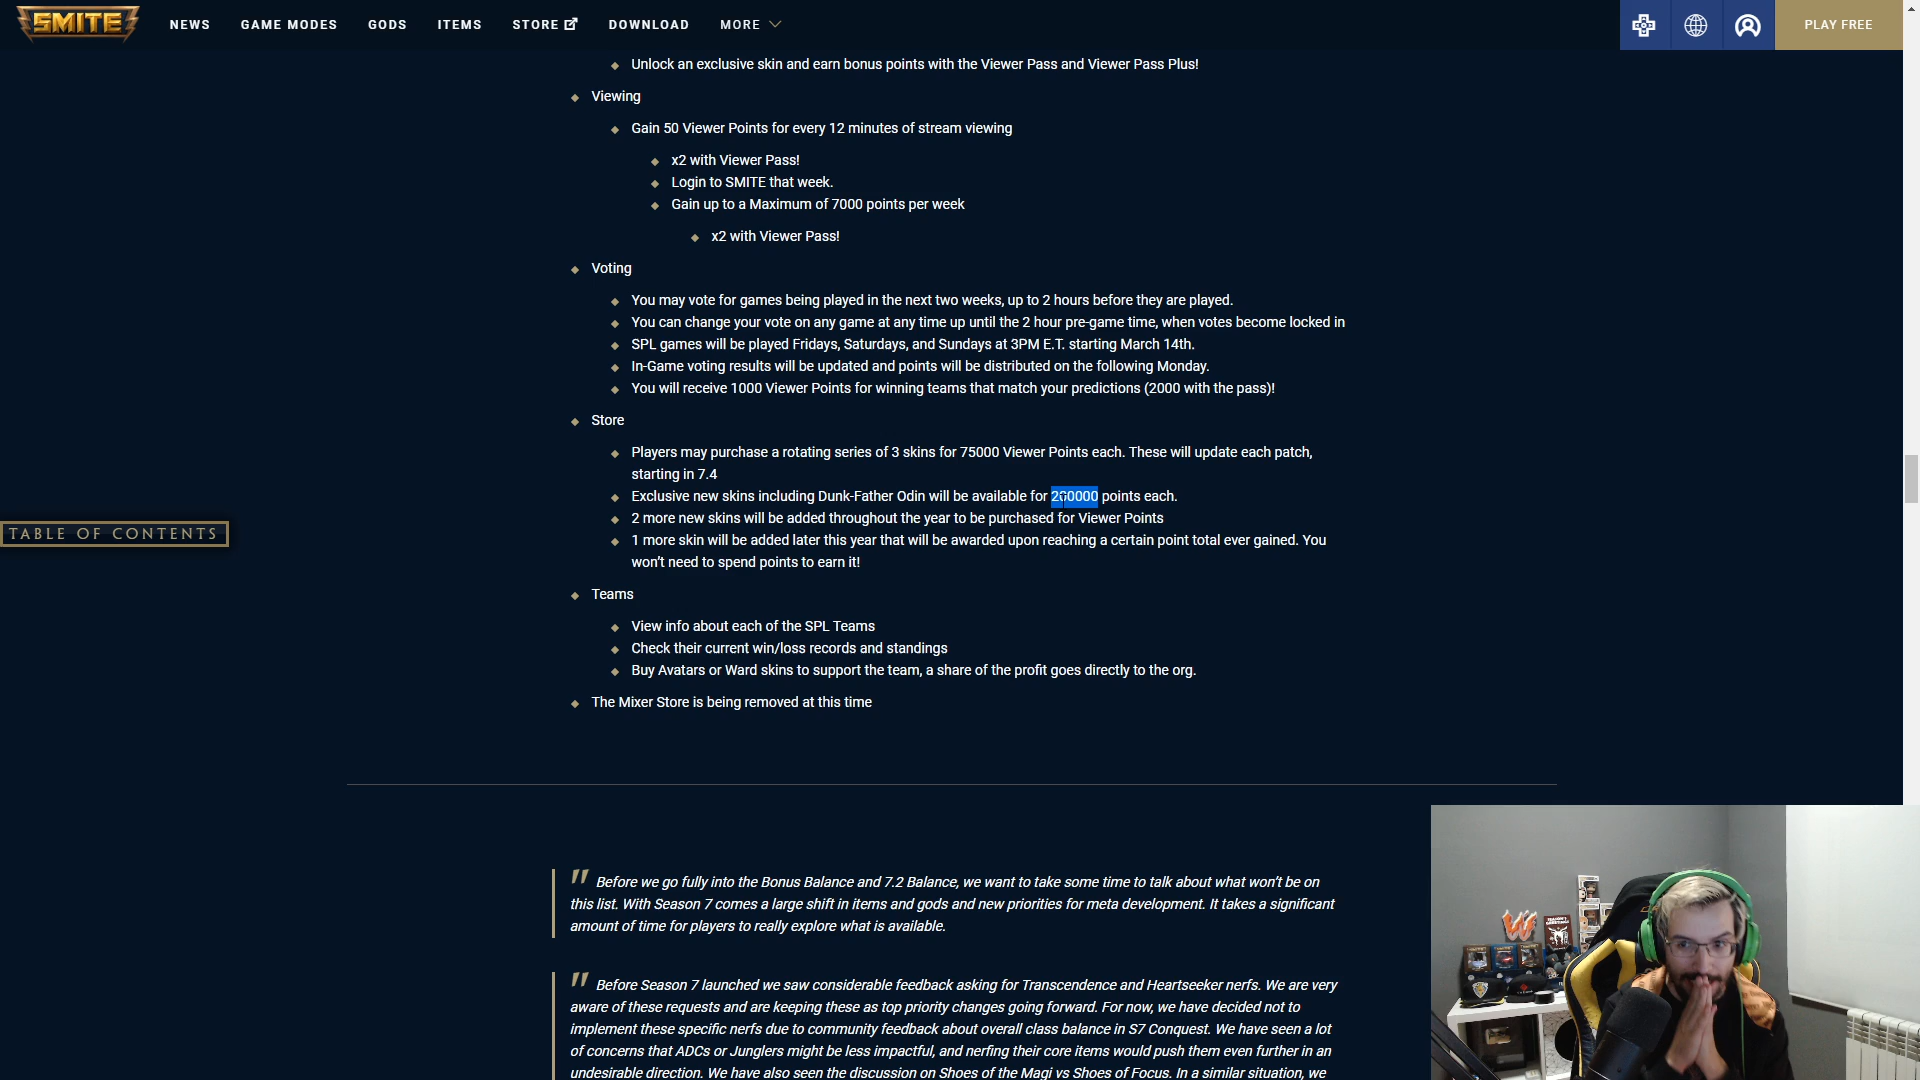 SMITE NEWS GAME MODES GODS ITEMS STORE DOWNLOAD MORE PLAY FREE
Unlock an exclusive skin and earn bonus points with the Viewer Pass and Viewer Pass Plus!
Viewing
Gain 50 Viewer Points for every 12 minutes of stream viewing
x2 with Viewer Pass!
Login to SMITE that week.
Gain up to a Maximum of 7000 points per week
x2 with Viewer Pass!
Voting
You may vote for games being played in the next two weeks, up to 2 hours before they are played.
You can change your vote on any game at any time up until the 2 hour pre-game time, when votes become locked in
SPL games will be played Fridays, Saturdays, and Sundays at 3PM E.T. starting March 14th.
In-Game voting results will be updated and points will be distributed on the following Monday.
You will receive 1000 Viewer Points for winning teams that match your predictions (2000 with the pass)!
Store
Players may purchase a rotating series of 3 skins for 75000 Viewer Points each. These will update each patch,
starting in 7.4
Exclusive new skins including Dunk-Father Odin will be available for 200000 points each.
2 more new skins will be added throughout the year to be purchased for Viewer Points
TABLE OF CONTENTS
1 more skin will be added later this year that will be awarded upon reaching a certain point total ever gained. You
won't need to spend points to earn it!
Teams
View info about each of the SPL Teams
Check their current win/loss records and standings
Buy Avatars or Ward skins to support the team, a share of the profit goes directly to the org.
The Mixer Store is being removed at this time
" Before we go fully into the Bonus Balance and 7.2 Balance, we want to take some time to talk about what won't be on
this list. With Season 7 comes a large shift in items and gods and new priorities for meta development. It takes a significant
amount of time for players to really explore what is available.
" Before Season 7 launched we saw considerable feedback asking for Transcendence and Heartseeker nerfs. We are very
aware of these requests and are keeping these as top priority changes going forward. For now, we have decided not to
implement these specific nerfs due to community feedback about overall class balance in S7 Conquest. We have seen a lot
of concerns that ADCs or Junglers might be less impactful, and nerfing their core items would push them even further in an
undesirable direction. We have also seen the discussion on Shoes of the Magi vs Shoes of Focus. In a similar situation, we